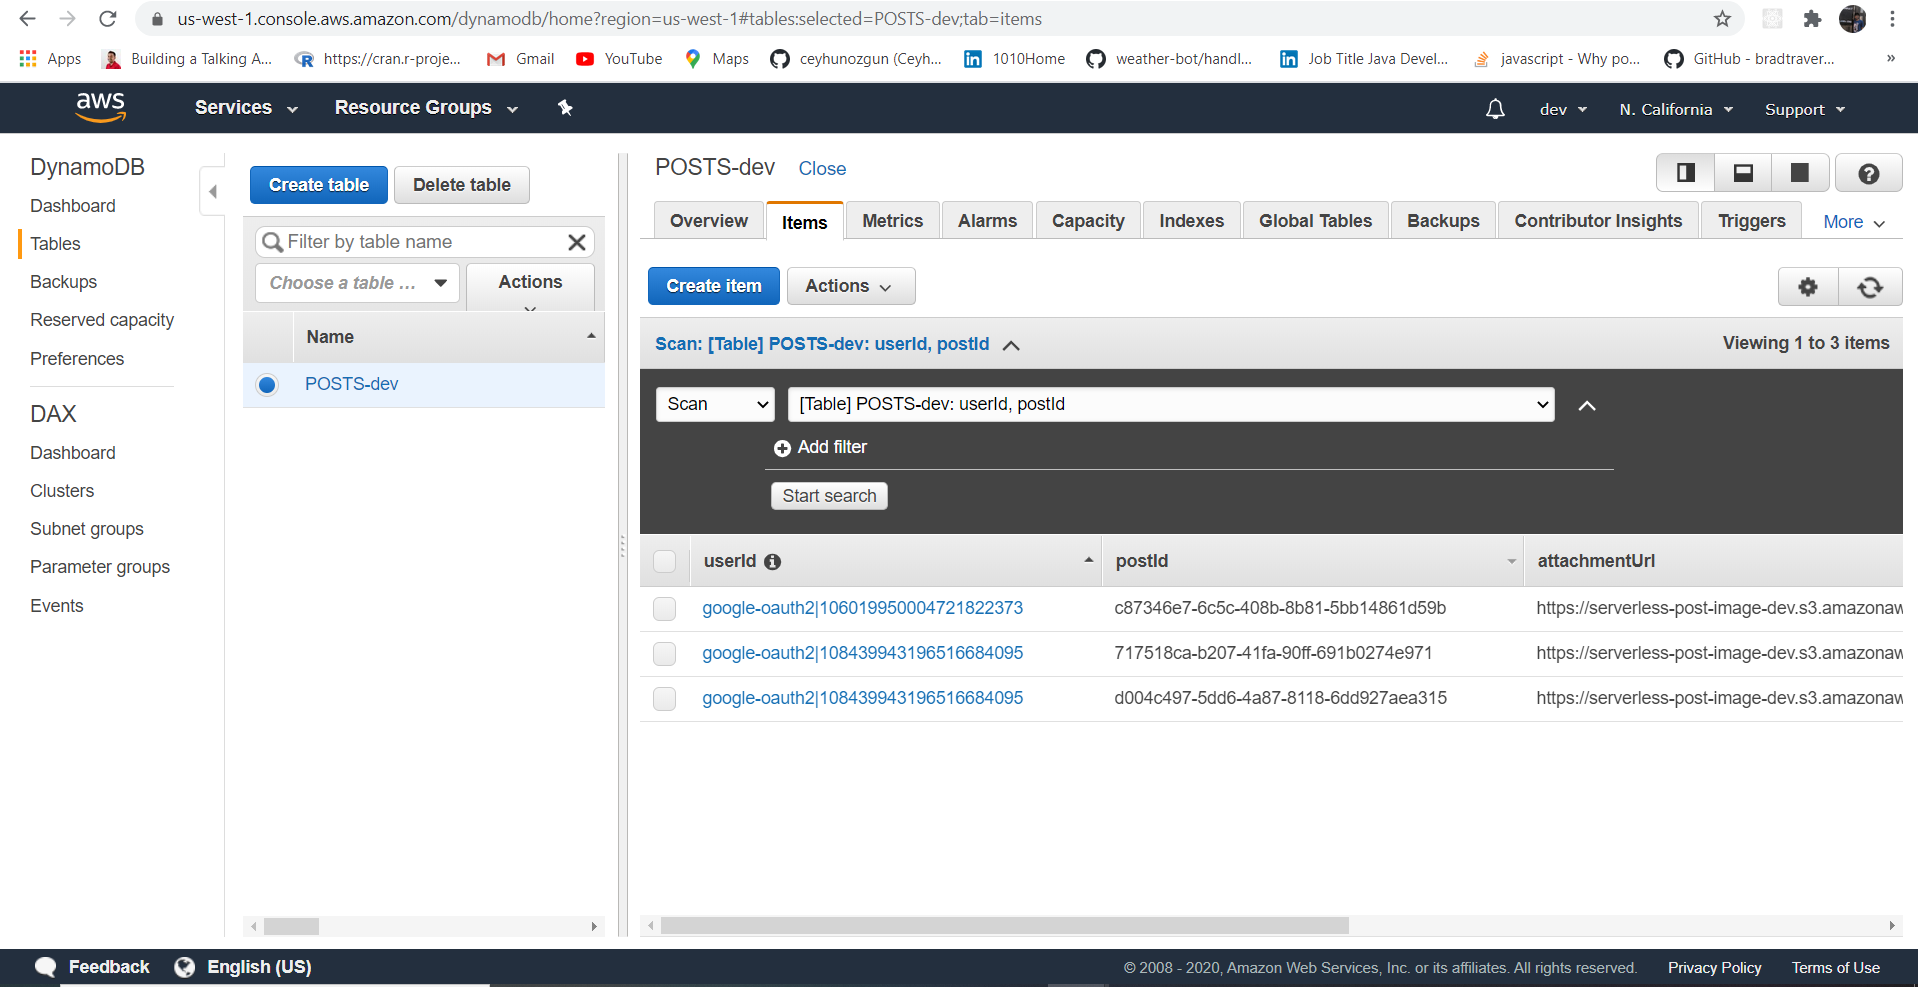 us-west-1.console.aws.amazon.com/dynamodb/home?region=us-west-1#tables:selected=POSTS-dev;tab=items
Apps Building a Talking A... https://cran.r-proje... Gmail YouTube Maps ceyhunozgun (Ceyh... 1010Home weather-bot/handl... Job Title Java Devel... javascript - Why po... GitHub - bradtraver... »
aws Services Resource Groups dev N. California Support
DynamoDB
Dashboard
Tables
Backups
Reserved capacity
Preferences
DAX
Dashboard
Clusters
Subnet groups
Parameter groups
Events
Create table Delete table
Filter by table name
Choose a table ... Actions
Name
POSTS-dev
POSTS-dev Close
Overview Items Metrics Alarms Capacity Indexes Global Tables Backups Contributor Insights Triggers More
Create item Actions
Scan: [Table] POSTS-dev: userId, postId Viewing 1 to 3 items
Scan [Table] POSTS-dev: userId, postId
Add filter
Start search
userId postId attachmentUrl
google-oauth2|106019950004721822373 c87346e7-6c5c-408b-8b81-5bb14861d59b https://serverless-post-image-dev.s3.amazonaw
google-oauth2|108439943196516684095 717518ca-b207-41fa-90ff-691b0274e971 https://serverless-post-image-dev.s3.amazonaw
google-oauth2|108439943196516684095 d004c497-5dd6-4a87-8118-6dd927aea315 https://serverless-post-image-dev.s3.amazonaw
Feedback English (US) © 2008 - 2020, Amazon Web Services, Inc. or its affiliates. All rights reserved. Privacy Policy Terms of Use